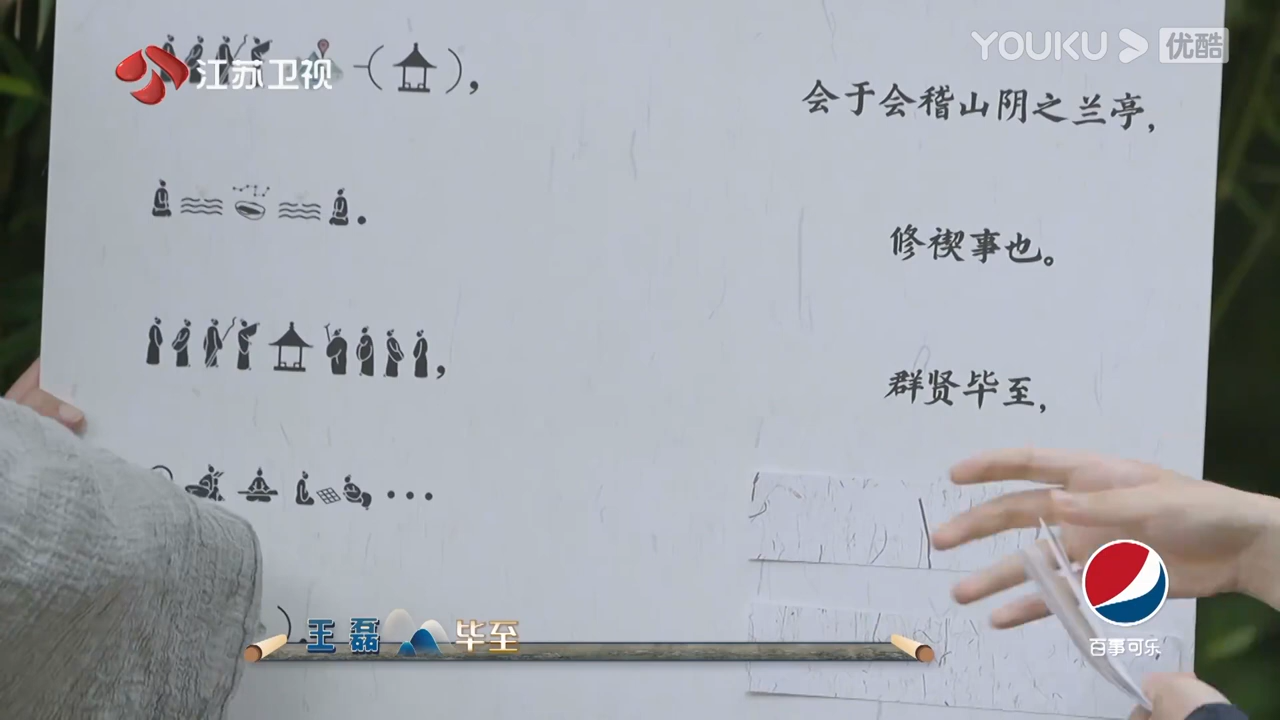 江苏卫视
YOUKU 优酷
会于会稽山阴之兰亭，
修禊事也。
群贤毕至，
王磊 毕至
百事可乐